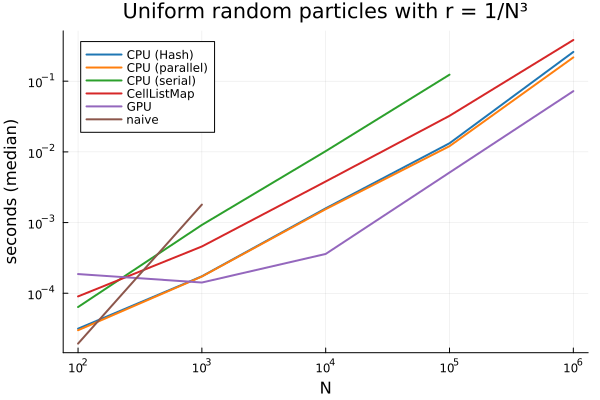 Uniform random particles with r = 1/N³
seconds (median)
10⁻¹
10⁻²
10⁻³
10⁻⁴
CPU (Hash)
CPU (parallel)
CPU (serial)
CellListMap
GPU
naive
10² 10³ 10⁴ 10⁵ 10⁶
N